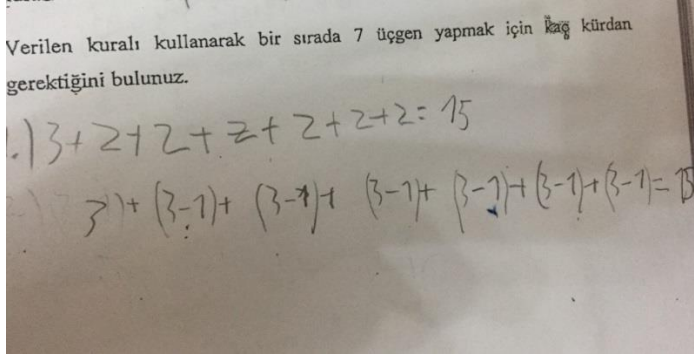 Verilen kuralı kullanarak bir sırada 7 üçgen yapmak için kaç kürdan
gerektiğini bulunuz.
3+2+2+2+2+2+2=15
3+(3-1)+(3-1)+(3-1)+(3-1)+(3-1)+(3-1)=15